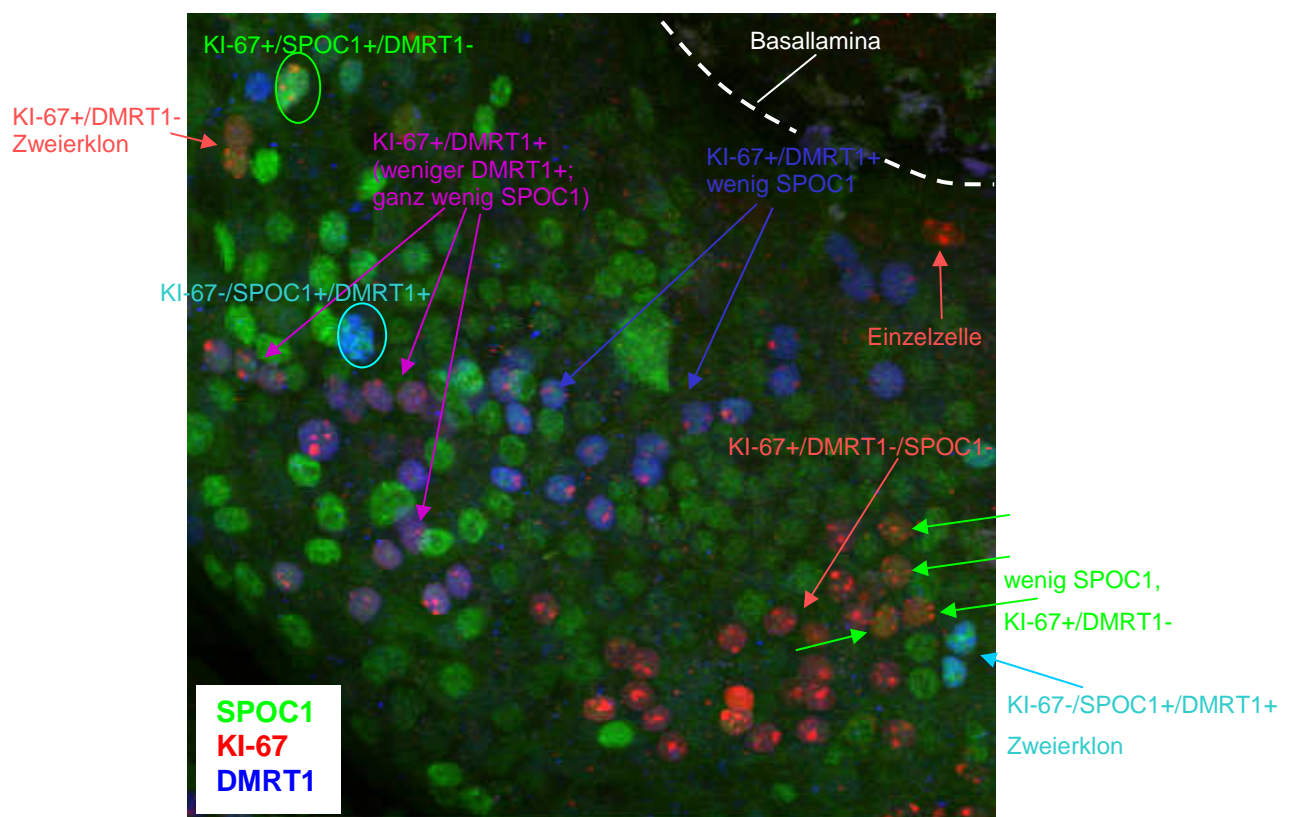 KI-67+/SPOC1+/DMRT1-
Basallamina
KI-67+/DMRT1-
Zweierklon
KI-67+/DMRT1+
(weniger DMRT1+;
ganz wenig SPOC1)
KI-67+/DMRT1+
wenig SPOC1
KI-67-/SPOC1+/DMRT1+
Einzelzelle
KI-67+/DMRT1-/SPOC1-
wenig SPOC1,
KI-67+/DMRT1-
KI-67-/SPOC1+/DMRT1+
Zweierklon
SPOC1
KI-67
DMRT1